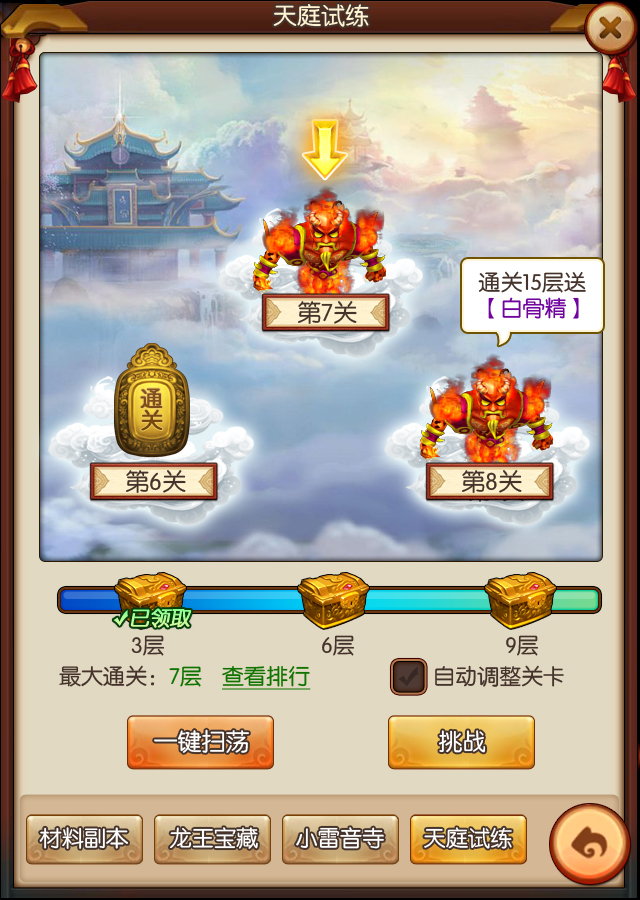 天庭试练
第7关
通关15层送
【白骨精】
通关
第6关
第8关
已领取
3层
6层
9层
最大通关：7层 查看排行
自动调整关卡
一键扫荡
挑战
材料副本
龙王宝藏
小雷音寺
天庭试练